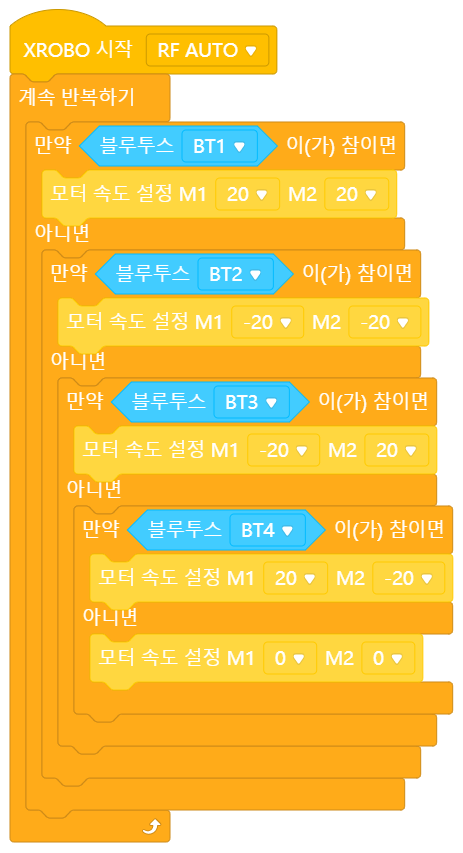 XROBO 시작 RF AUTO
계속 반복하기
만약 블루투스 BT1 이(가) 참이면
모터 속도 설정 M1 20 M2 20
아니면
만약 블루투스 BT2 이(가) 참이면
모터 속도 설정 M1 -20 M2 -20
아니면
만약 블루투스 BT3 이(가) 참이면
모터 속도 설정 M1 -20 M2 20
아니면
만약 블루투스 BT4 이(가) 참이면
모터 속도 설정 M1 20 M2 -20
아니면
모터 속도 설정 M1 0 M2 0